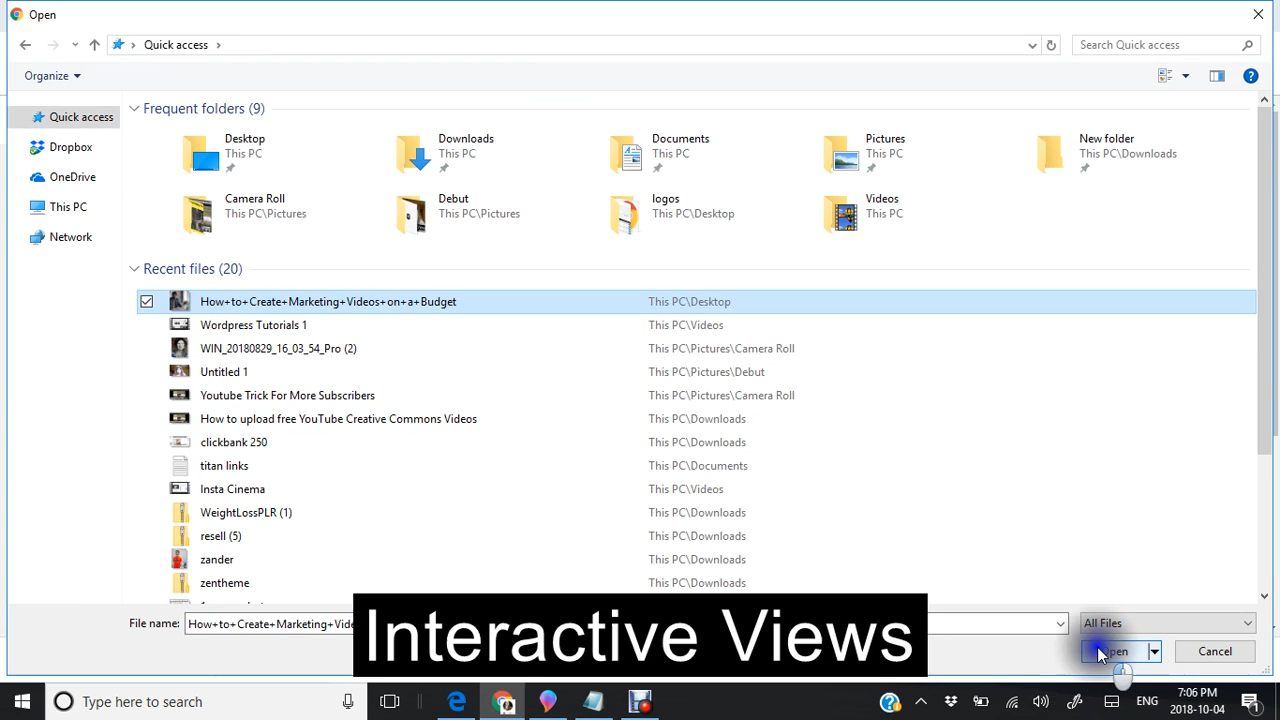 Open
Quick access
Search Quick access
Organize
Quick access
Dropbox
OneDrive
This PC
Network
Frequent folders (9)
Desktop
This PC
Downloads
This PC
Documents
This PC
Pictures
This PC
New folder
This PC\Downloads
Camera Roll
This PC\Pictures
Debut
This PC\Pictures
logos
This PC\Desktop
Videos
This PC
Recent files (20)
How+to+Create+Marketing+Videos+on+a+Budget This PC\Desktop
Wordpress Tutorials 1 This PC\Videos
WIN_20180829_16_03_54_Pro (2) This PC\Pictures\Camera Roll
Untitled 1 This PC\Pictures\Debut
Youtube Trick For More Subscribers This PC\Pictures\Camera Roll
How to upload free YouTube Creative Commons Videos This PC\Downloads
clickbank 250 This PC\Downloads
titan links This PC\Documents
Insta Cinema This PC\Videos
WeightLossPLR (1) This PC\Downloads
resell (5) This PC\Downloads
zander This PC\Downloads
zentheme This PC\Downloads
File name: How+to+Create+Marketing+Vide
All Files
Interactive Views
Open
Cancel
Type here to search
ENG
7:06 PM
2018-10-04